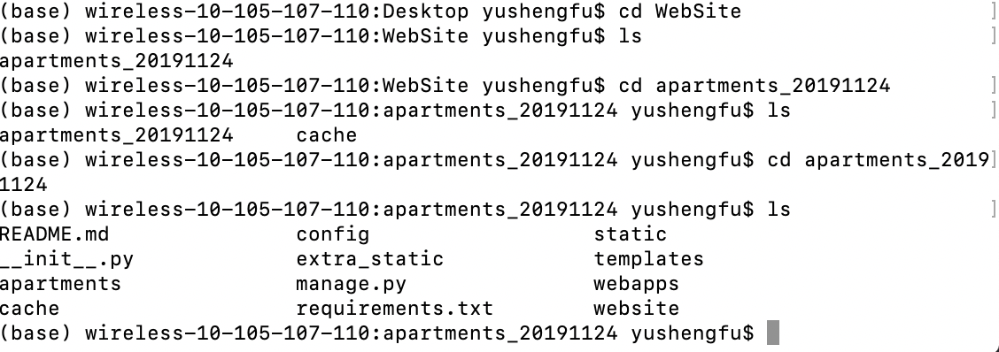 (base) wireless-10-105-107-110:Desktop yushengfu$ cd WebSite ]
(base) wireless-10-105-107-110:WebSite yushengfu$ ls ]
apartments_20191124
(base) wireless-10-105-107-110:WebSite yushengfu$ cd apartments_20191124 ]
(base) wireless-10-105-107-110:apartments_20191124 yushengfu$ ls ]
apartments_20191124 cache
(base) wireless-10-105-107-110:apartments_20191124 yushengfu$ cd apartments_2019]
1124
(base) wireless-10-105-107-110:apartments_20191124 yushengfu$ ls ]
README.md config static
__init__.py extra_static templates
apartments manage.py webapps
cache requirements.txt website
(base) wireless-10-105-107-110:apartments_20191124 yushengfu$